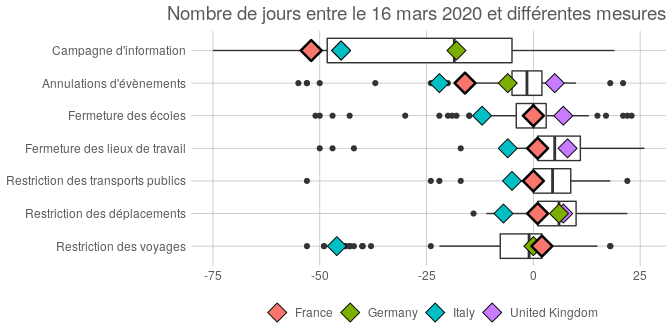 Nombre de jours entre le 16 mars 2020 et différentes mesures
Campagne d'information
Annulations d'évènements
Fermeture des écoles
Fermeture des lieux de travail
Restriction des transports publics
Restriction des déplacements
Restriction des voyages
-75 -50 -25 0 25
France Germany Italy United Kingdom